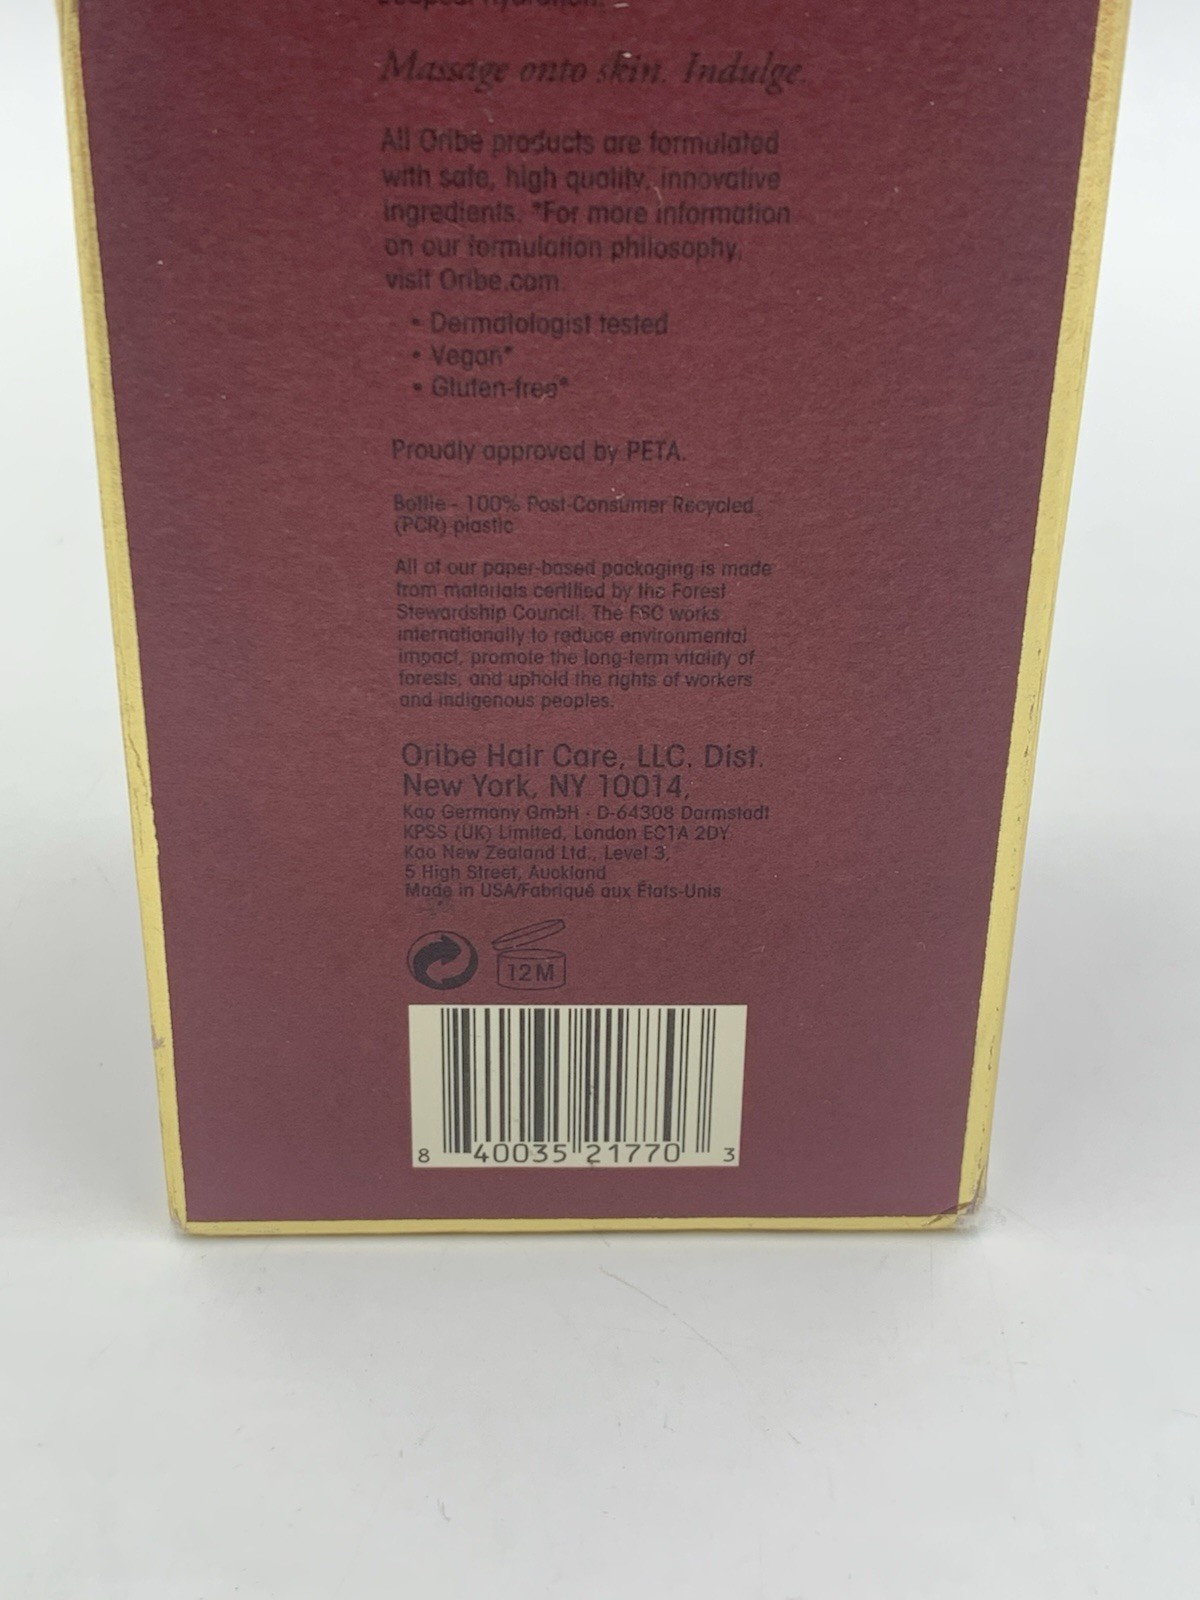 hydration.
Massage onto skin. Indulge.
All Oribe products are formulated
with safe, high quality, innovative
ingredients. *For more information
on our formulation philosophy,
visit Oribe.com.
• Dermatologist tested
• Vegan*
• Gluten-free*
Proudly approved by PETA.
Bottle - 100% Post-Consumer Recycled
(PCR) plastic
All of our paper-based packaging is made
from materials certified by the Forest
Stewardship Council. The FSC works
internationally to reduce environmental
impact, promote the long-term vitality of
forests, and uphold the rights of workers
and indigenous peoples.
Oribe Hair Care, LLC. Dist.
New York, NY 10014,
Kao Germany GmbH · D-64308 Darmstadt
KPSS (UK) Limited, London EC1A 2DY
Kao New Zealand Ltd., Level 3,
5 High Street, Auckland
Made in USA/Fabriqué aux États-Unis
12M
8 40035 21770 3